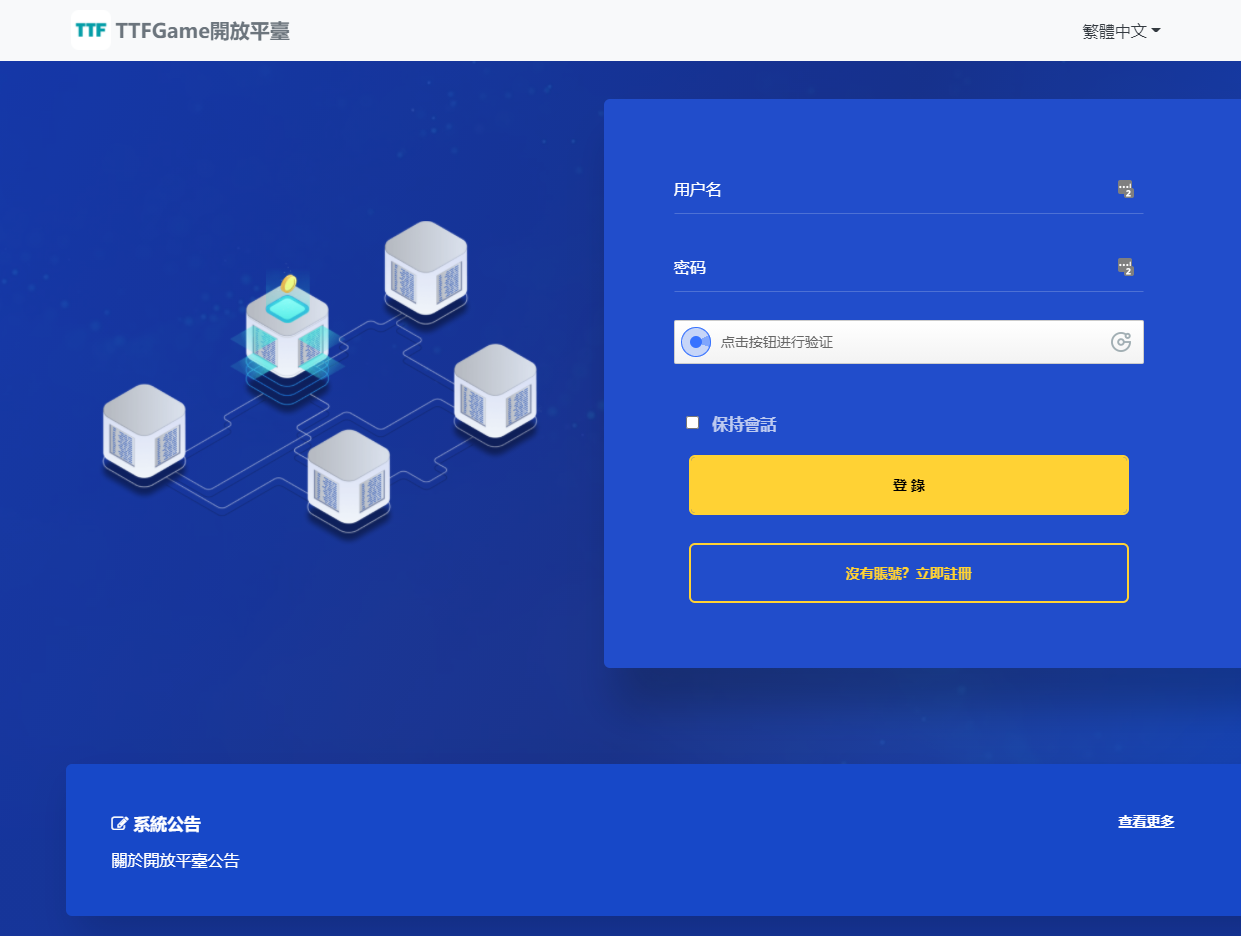 TTF TTFGame開放平臺
繁體中文
用户名
密码
点击按钮进行验证
保持會話
登 錄
沒有賬號? 立即註冊
系統公告
查看更多
關於開放平臺公告